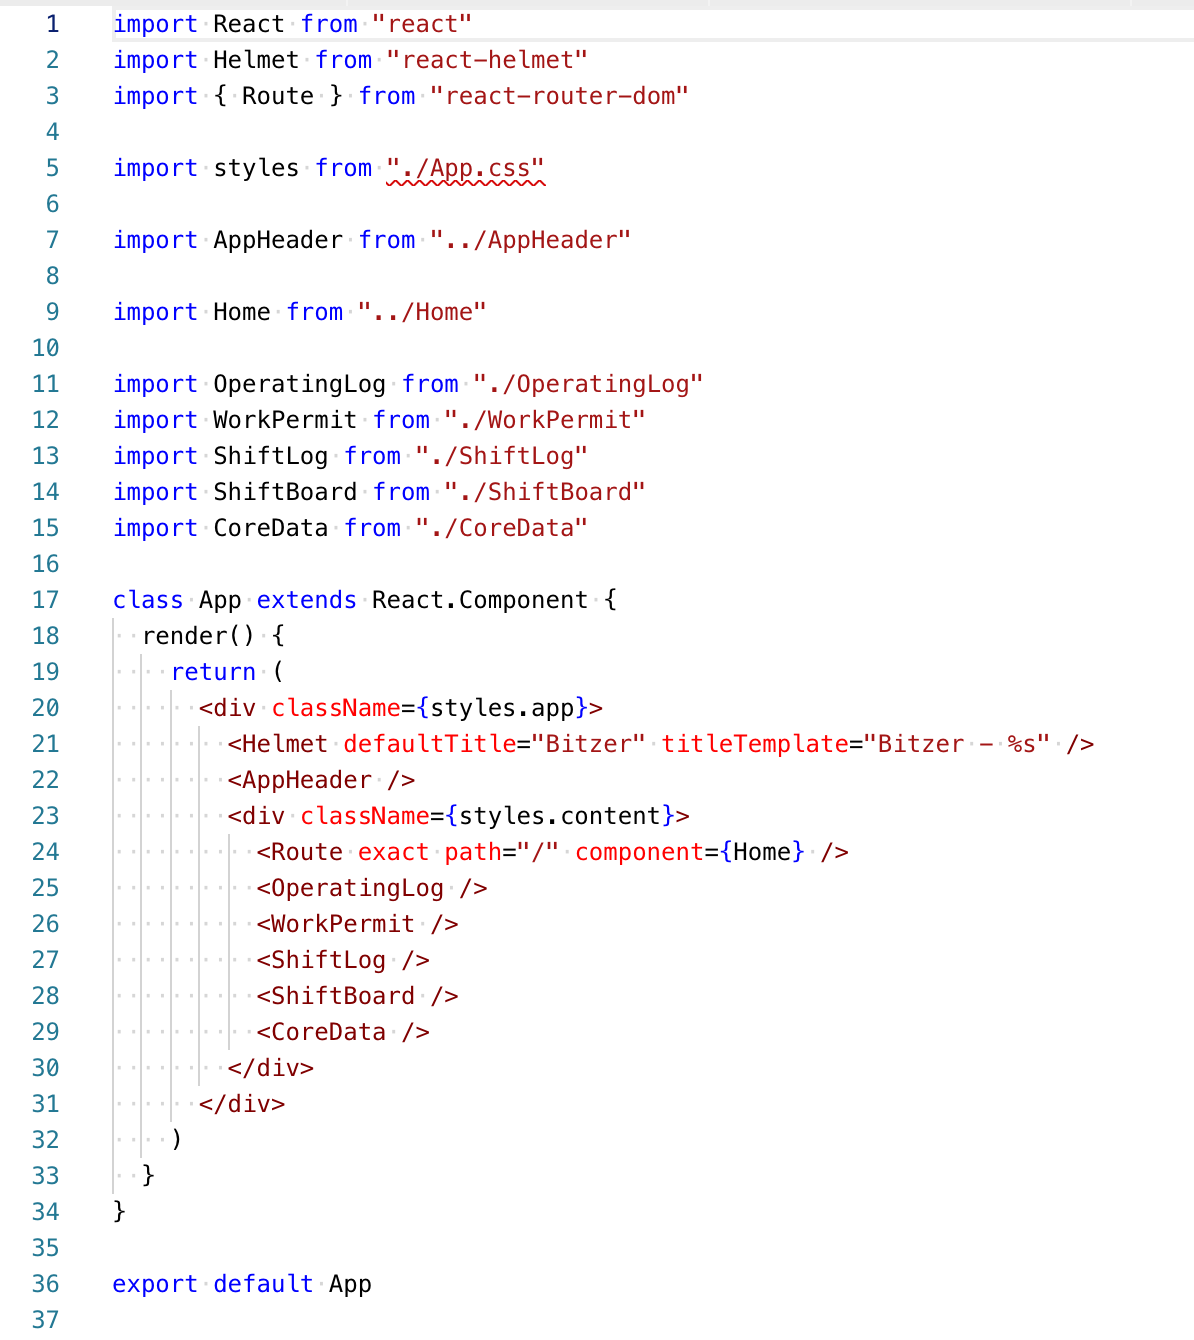 1 import React from "react"
2 import Helmet from "react-helmet"
3 import { Route } from "react-router-dom"
4
5 import styles from "./App.css"
6
7 import AppHeader from "../AppHeader"
8
9 import Home from "../Home"
10
11 import OperatingLog from "./OperatingLog"
12 import WorkPermit from "./WorkPermit"
13 import ShiftLog from "./ShiftLog"
14 import ShiftBoard from "./ShiftBoard"
15 import CoreData from "./CoreData"
16
17 class App extends React.Component {
18   render() {
19     return (
20       <div className={styles.app}>
21         <Helmet defaultTitle="Bitzer" titleTemplate="Bitzer - %s" />
22         <AppHeader />
23         <div className={styles.content}>
24           <Route exact path="/" component={Home} />
25           <OperatingLog />
26           <WorkPermit />
27           <ShiftLog />
28           <ShiftBoard />
29           <CoreData />
30         </div>
31       </div>
32     )
33   }
34 }
35
36 export default App
37